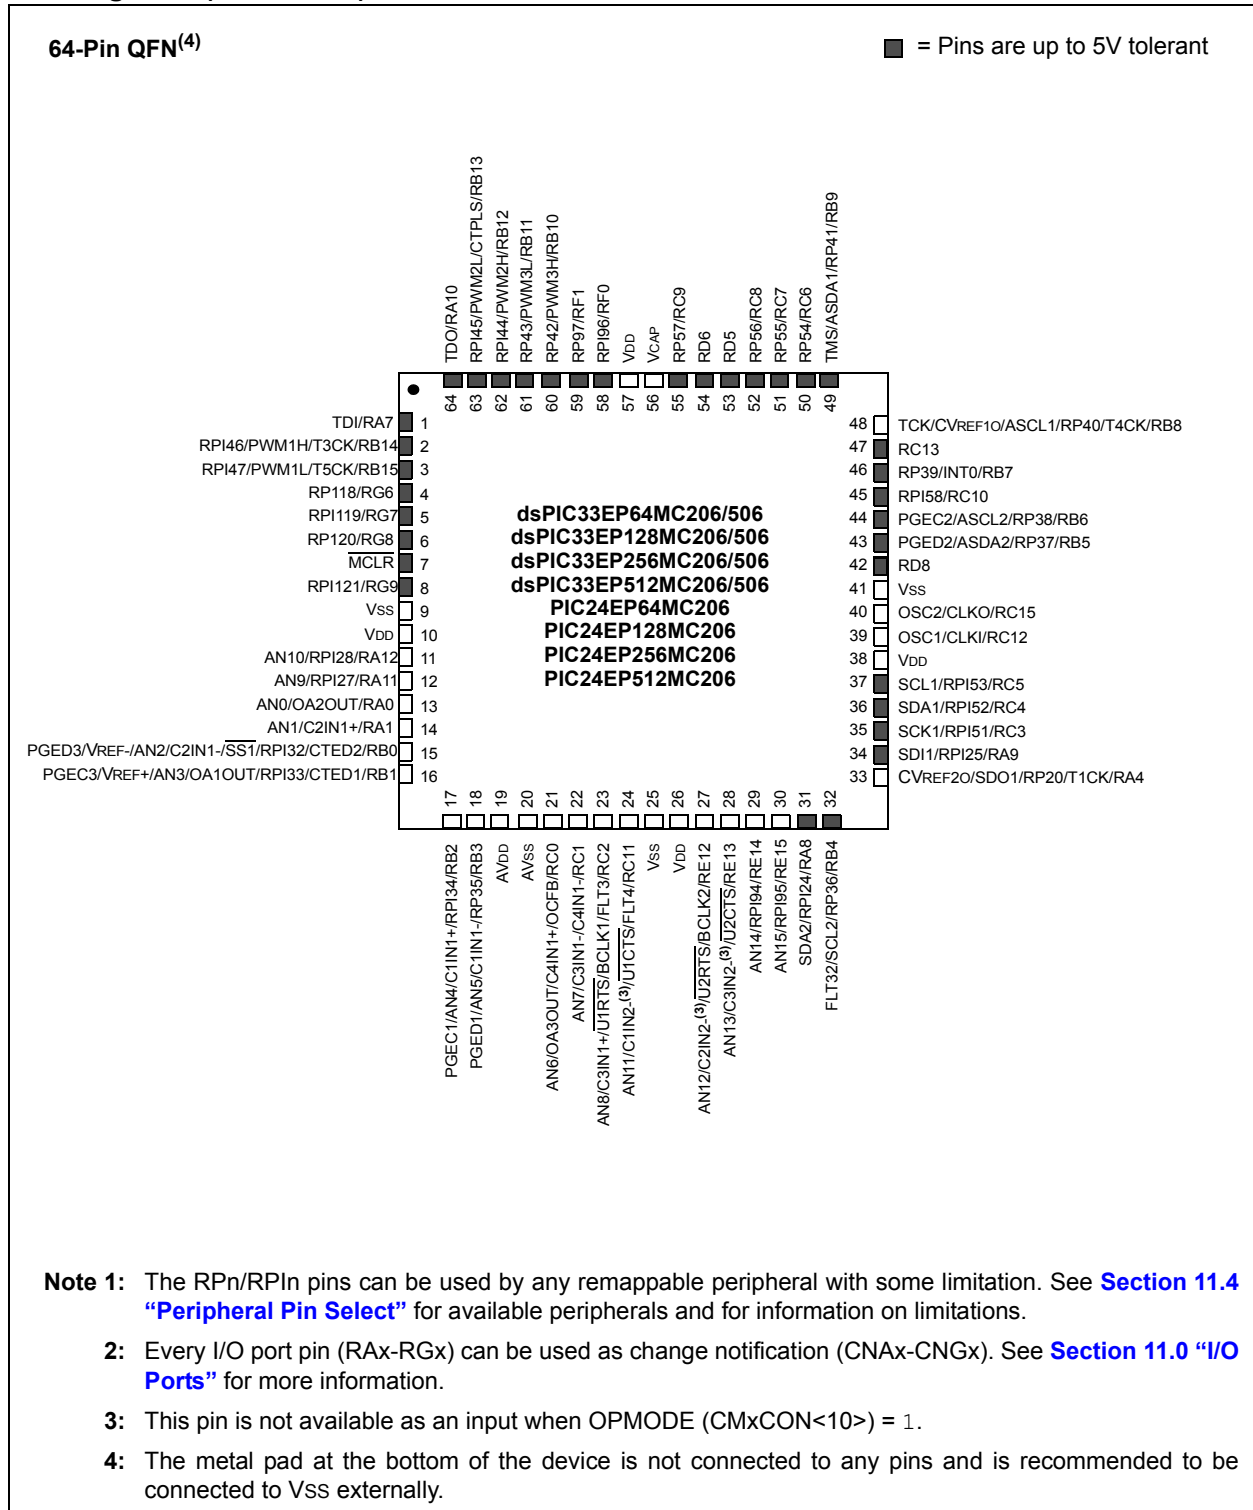 64-Pin QFN(4)
= Pins are up to 5V tolerant
TDO/RA10
RPI45/PWM2L/CTPLS/RB13
RPI44/PWM2H/RB12
RP43/PWM3L/RB11
RP42/PWM3H/RB10
RP97/RF1
RPI96/RF0
VDD
VCAP
RP57/RC9
RD6
RD5
RP56/RC8
RP55/RC7
RP54/RC6
TMS/ASDA1/RP41/RB9
64 63 62 61 60 59 58 57 56 55 54 53 52 51 50 49
TDI/RA7 1
RPI46/PWM1H/T3CK/RB14 2
RPI47/PWM1L/T5CK/RB15 3
RP118/RG6 4
RPI119/RG7 5
RP120/RG8 6
MCLR 7
RPI121/RG9 8
VSS 9
VDD 10
AN10/RPI28/RA12 11
AN9/RPI27/RA11 12
AN0/OA2OUT/RA0 13
AN1/C2IN1+/RA1 14
PGED3/VREF-/AN2/C2IN1-/SS1/RPI32/CTED2/RB0 15
PGEC3/VREF+/AN3/OA1OUT/RPI33/CTED1/RB1 16
dsPIC33EP64MC206/506
dsPIC33EP128MC206/506
dsPIC33EP256MC206/506
dsPIC33EP512MC206/506
PIC24EP64MC206
PIC24EP128MC206
PIC24EP256MC206
PIC24EP512MC206
48 TCK/CVREF1O/ASCL1/RP40/T4CK/RB8
47 RC13
46 RP39/INT0/RB7
45 RPI58/RC10
44 PGEC2/ASCL2/RP38/RB6
43 PGED2/ASDA2/RP37/RB5
42 RD8
41 VSS
40 OSC2/CLKO/RC15
39 OSC1/CLKI/RC12
38 VDD
37 SCL1/RPI53/RC5
36 SDA1/RPI52/RC4
35 SCK1/RPI51/RC3
34 SDI1/RPI25/RA9
33 CVREF2O/SDO1/RP20/T1CK/RA4
17 18 19 20 21 22 23 24 25 26 27 28 29 30 31 32
PGEC1/AN4/C1IN1+/RPI34/RB2
PGED1/AN5/C1IN1-/RP35/RB3
AVDD
AVSS
AN6/OA3OUT/C4IN1+/OCFB/RC0
AN7/C3IN1-/C4IN1-/RC1
AN8/C3IN1+/U1RTS/BCLK1/FLT3/RC2
AN11/C1IN2-(3)/U1CTS/FLT4/RC11
VSS
VDD
AN12/C2IN2-(3)/U2RTS/BCLK2/RE12
AN13/C3IN2-(3)/U2CTS/RE13
AN14/RPI94/RE14
AN15/RPI95/RE15
SDA2/RPI24/RA8
FLT32/SCL2/RP36/RB4
Note 1: The RPn/RPIn pins can be used by any remappable peripheral with some limitation. See Section 11.4
“Peripheral Pin Select” for available peripherals and for information on limitations.
2: Every I/O port pin (RAx-RGx) can be used as change notification (CNAx-CNGx). See Section 11.0 “I/O
Ports” for more information.
3: This pin is not available as an input when OPMODE (CMxCON<10>) = 1.
4: The metal pad at the bottom of the device is not connected to any pins and is recommended to be
connected to VSS externally.